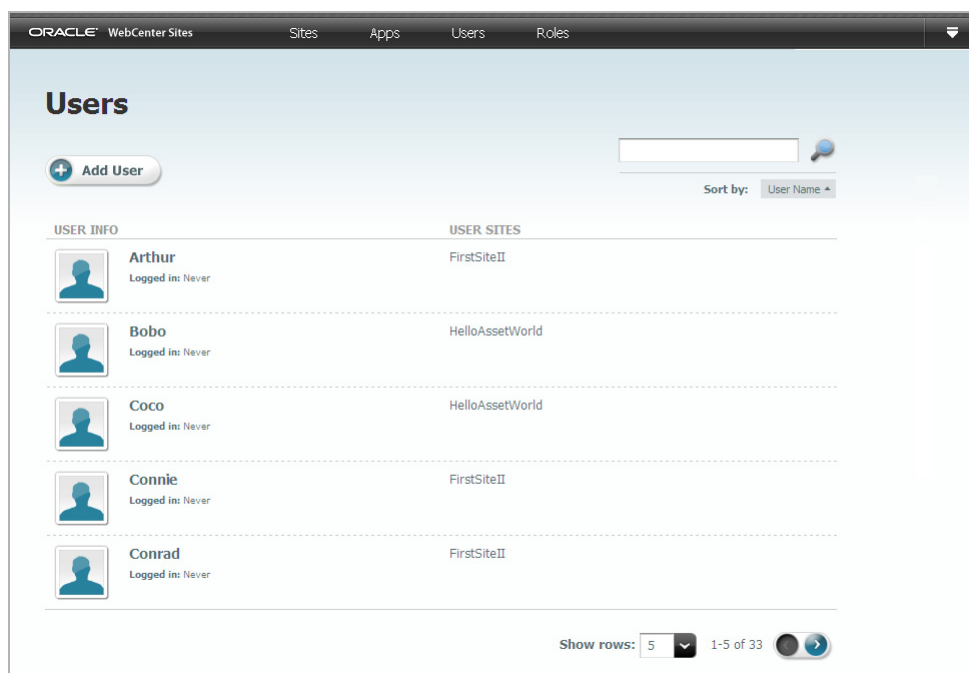 ORACLE WebCenter Sites Sites Apps Users Roles
Users
Add User
Sort by: User Name
USER INFO USER SITES
Arthur FirstSiteII
Logged in: Never
Bobo HelloAssetWorld
Logged in: Never
Coco HelloAssetWorld
Logged in: Never
Connie FirstSiteII
Logged in: Never
Conrad FirstSiteII
Logged in: Never
Show rows: 5 1-5 of 33